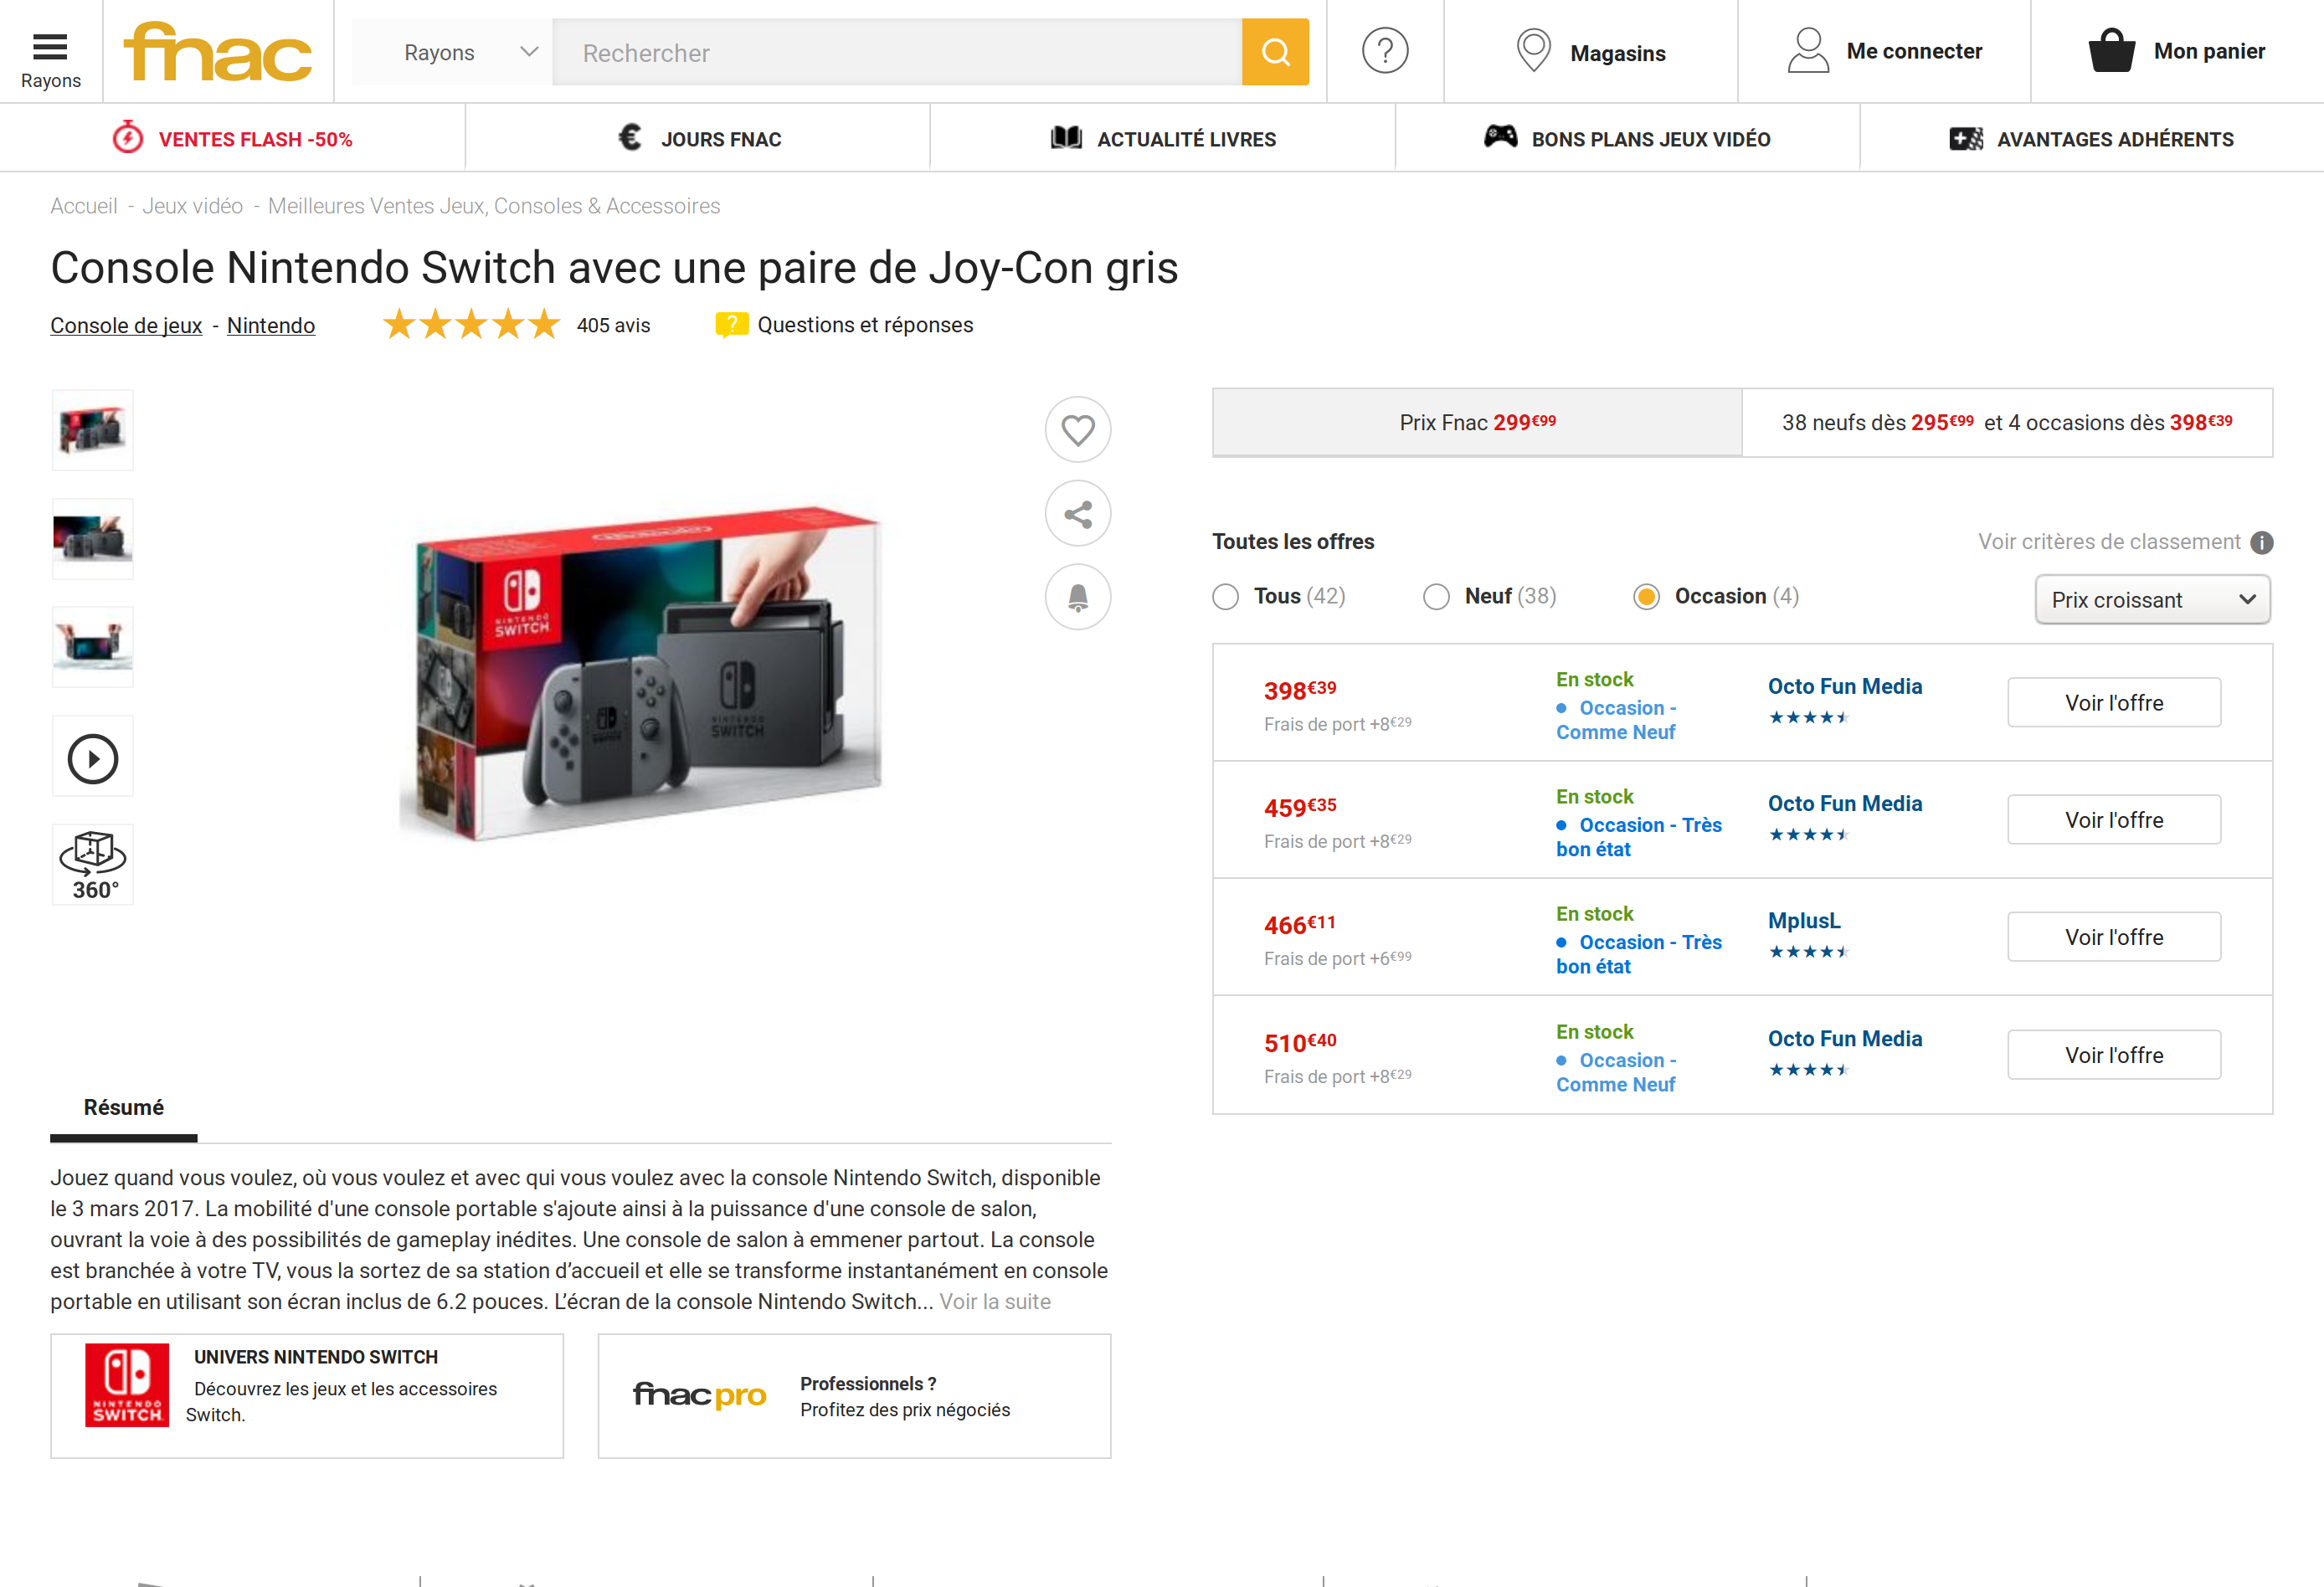 Rayons
fnac
Rayons
Rechercher
?
Magasins
Me connecter
Mon panier
VENTES FLASH -50%
€ JOURS FNAC
ACTUALITÉ LIVRES
BONS PLANS JEUX VIDÉO
AVANTAGES ADHÉRENTS
Accueil - Jeux vidéo - Meilleures Ventes Jeux, Consoles & Accessoires
Console Nintendo Switch avec une paire de Joy-Con gris
Console de jeux - Nintendo
405 avis
? Questions et réponses
Nintendo
NINTENDO
SWITCH
NINTENDO
SWITCH
360°
Prix Fnac 299€99
38 neufs dès 295€99 et 4 occasions dès 398€39
Toutes les offres
Voir critères de classement i
Tous (42)
Neuf (38)
Occasion (4)
Prix croissant
398€39
Frais de port +8€29
En stock
Occasion -
Comme Neuf
Octo Fun Media
Voir l'offre
459€35
Frais de port +8€29
En stock
Occasion - Très
bon état
Octo Fun Media
Voir l'offre
466€11
Frais de port +6€99
En stock
Occasion - Très
bon état
MplusL
Voir l'offre
510€40
Frais de port +8€29
En stock
Occasion -
Comme Neuf
Octo Fun Media
Voir l'offre
Résumé
Jouez quand vous voulez, où vous voulez et avec qui vous voulez avec la console Nintendo Switch, disponible
le 3 mars 2017. La mobilité d'une console portable s'ajoute ainsi à la puissance d'une console de salon,
ouvrant la voie à des possibilités de gameplay inédites. Une console de salon à emmener partout. La console
est branchée à votre TV, vous la sortez de sa station d’accueil et elle se transforme instantanément en console
portable en utilisant son écran inclus de 6.2 pouces. L’écran de la console Nintendo Switch... Voir la suite
NINTENDO
SWITCH
UNIVERS NINTENDO SWITCH
Découvrez les jeux et les accessoires
Switch.
fnac pro
Professionnels ?
Profitez des prix négociés